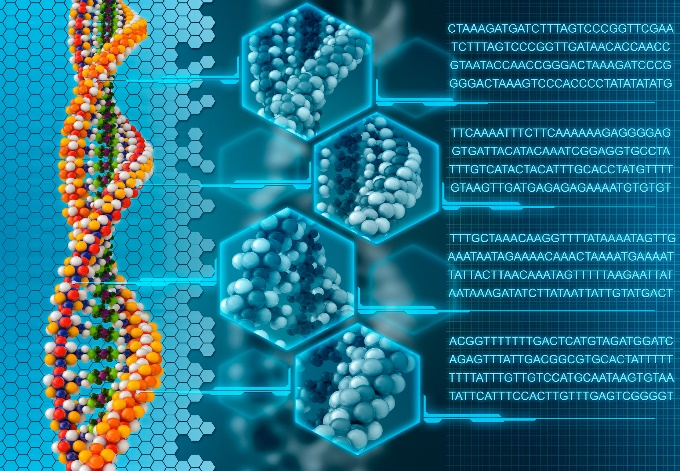 CTAAAGATGATCTTTAGTCCCGGTTCGAA
TCTTTAGTCCCGGTTGATAACACCAACC
GTAATACCAACCGGGACTAAAGATCCCG
GGGACTAAAGTCCCACCCCTATATATATG
TTCAAAATTTCTTCAAAAAAGAGGGGAG
GTGATTACATACAAATCGGAGGTGCCTA
TTTGTCATACTACATTTGCACCTATGTTTT
GTAAGTTGATGAGAGAGAAAATGTGTGT
TTTGCTAAACAAGGTTTTATAAAATAGTTG
AAATAATAGAAAACAAACTAAAATGAAAAT
TATTACTTAACAAATAGTTTTTAAGAATTAT
AATAAAGATATCTTATAATTATTGTATGACT
ACGGTTTTTTTGACTCATGTAGATGGATC
AGAGTTTATTGACGGCGTGCACTATTTTT
TTTTATTTGTTGTCCATGCAATAAGTGTAA
TATTCATTTCCACTTGTTTGAGTCGGGGT